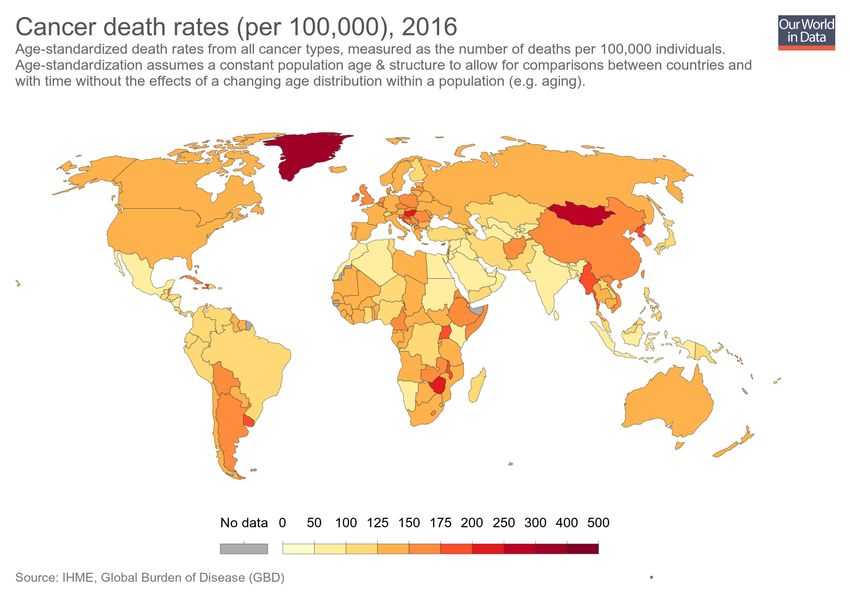 Cancer death rates (per 100,000), 2016
Our World
in Data
Age-standardized death rates from all cancer types, measured as the number of deaths per 100,000 individuals.
Age-standardization assumes a constant population age & structure to allow for comparisons between countries and
with time without the effects of a changing age distribution within a population (e.g. aging).
No data 0 50 100 125 150 175 200 250 300 400 500
Source: IHME, Global Burden of Disease (GBD)